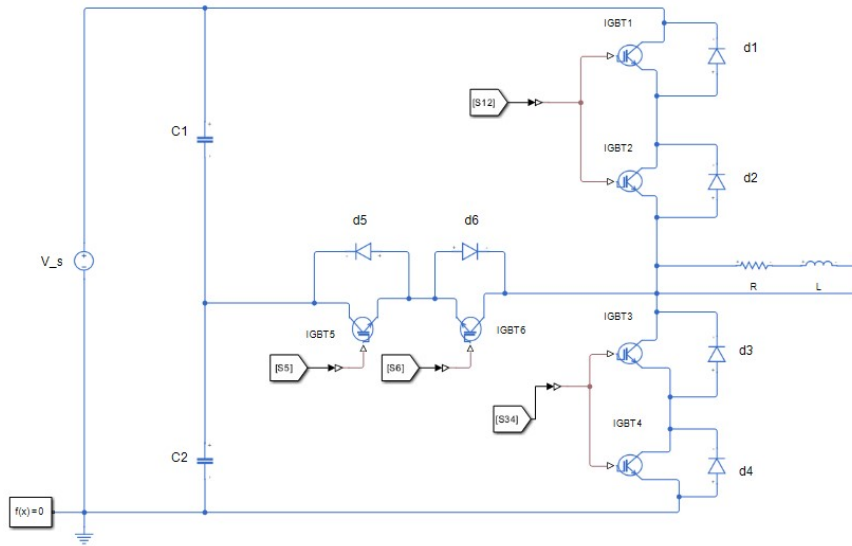 IGBT1
d1
[S12]
C1
IGBT2
d2
d5
d6
V_s
R
L
IGBT5
IGBT6
IGBT3
d3
[S5]
[S6]
[S34]
IGBT4
C2
d4
f(x) = 0